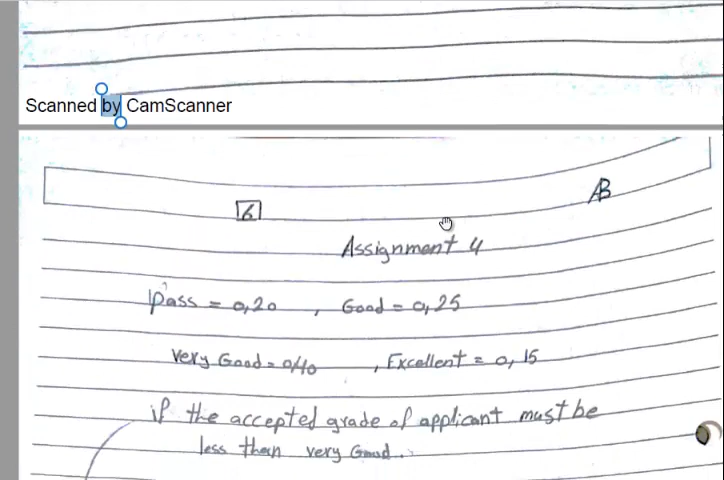 Scanned by CamScanner
6
AB
Assignment 4
Pass = 0,20 , Good = 0,25
Very Good = 0,40 , Excellent = 0,15
if the accepted grade of applicant must be
less than very Good.